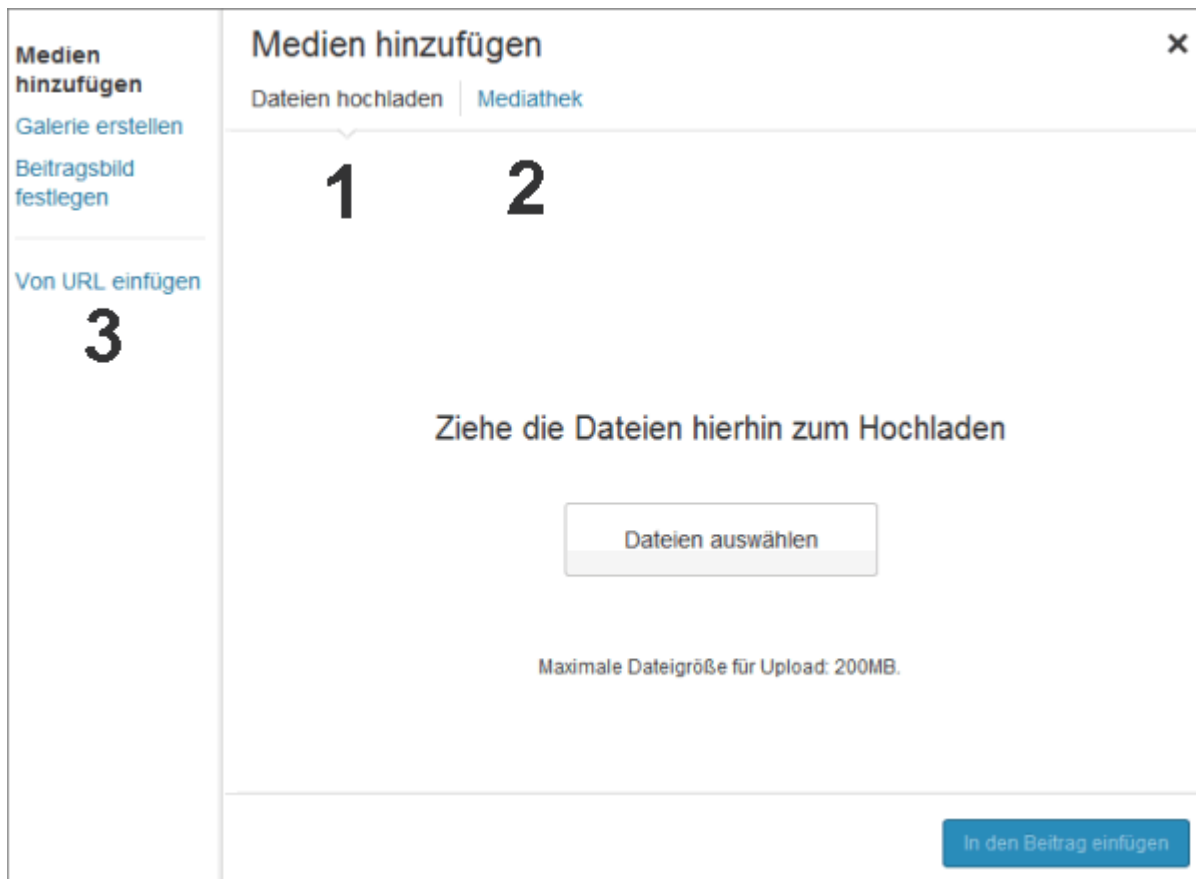 Medien
hinzufügen
Galerie erstellen
Beitragsbild
festlegen
Von URL einfügen
3
Medien hinzufügen
Dateien hochladen
Mediathek
1
2
Ziehe die Dateien hierhin zum Hochladen
Dateien auswählen
Maximale Dateigröße für Upload: 200MB.
In den Beitrag einfügen